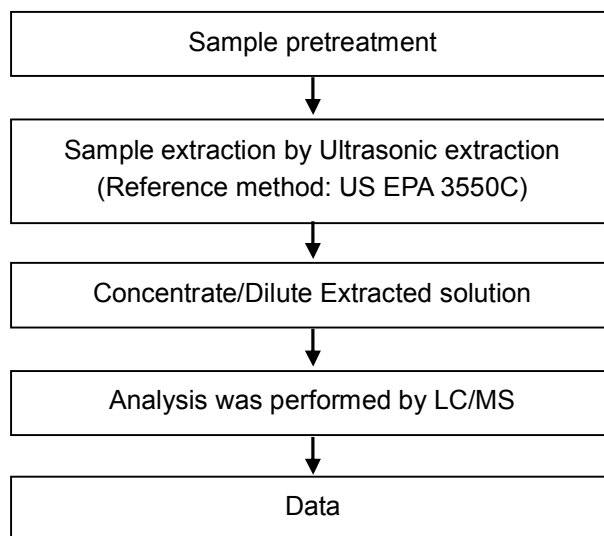 Sample pretreatment
Sample extraction by Ultrasonic extraction
(Reference method: US EPA 3550C)
Concentrate/Dilute Extracted solution
Analysis was performed by LC/MS
Data